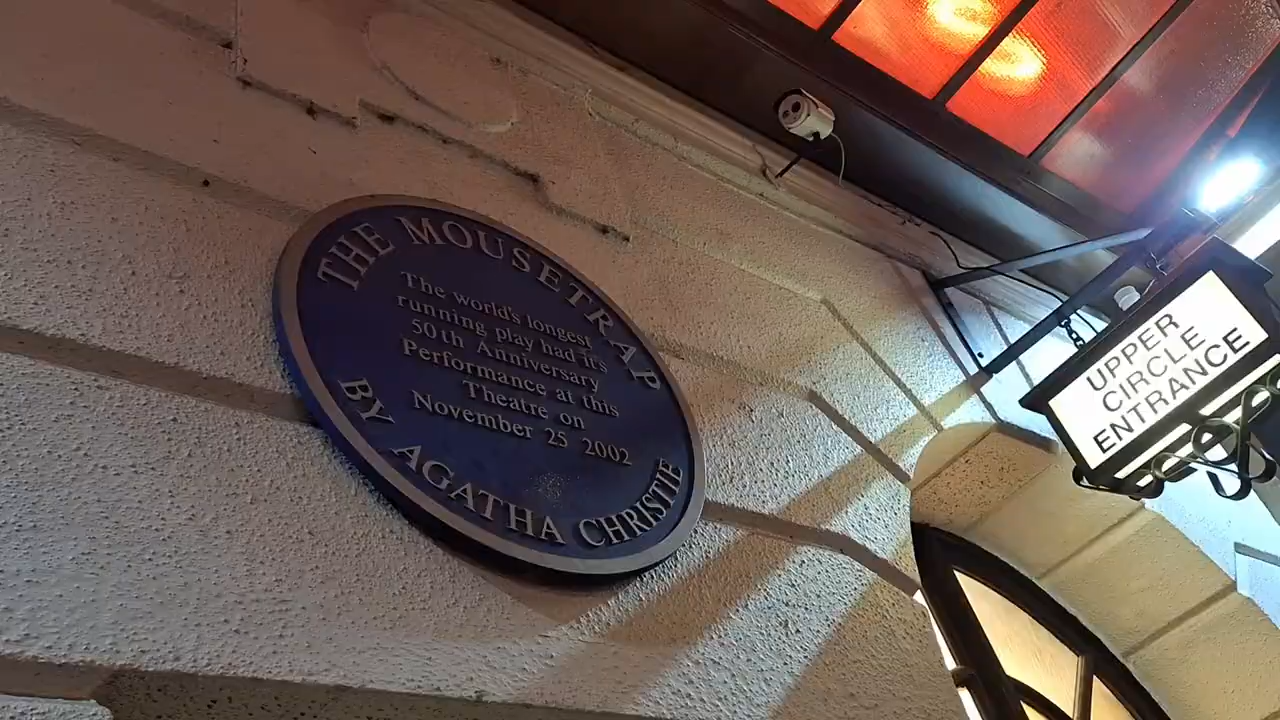 THE MOUSETRAP
The world's longest
running play had its
50th Anniversary
Performance at this
Theatre on
November 25 2002
BY AGATHA CHRISTIE
UPPER
CIRCLE
ENTRANCE